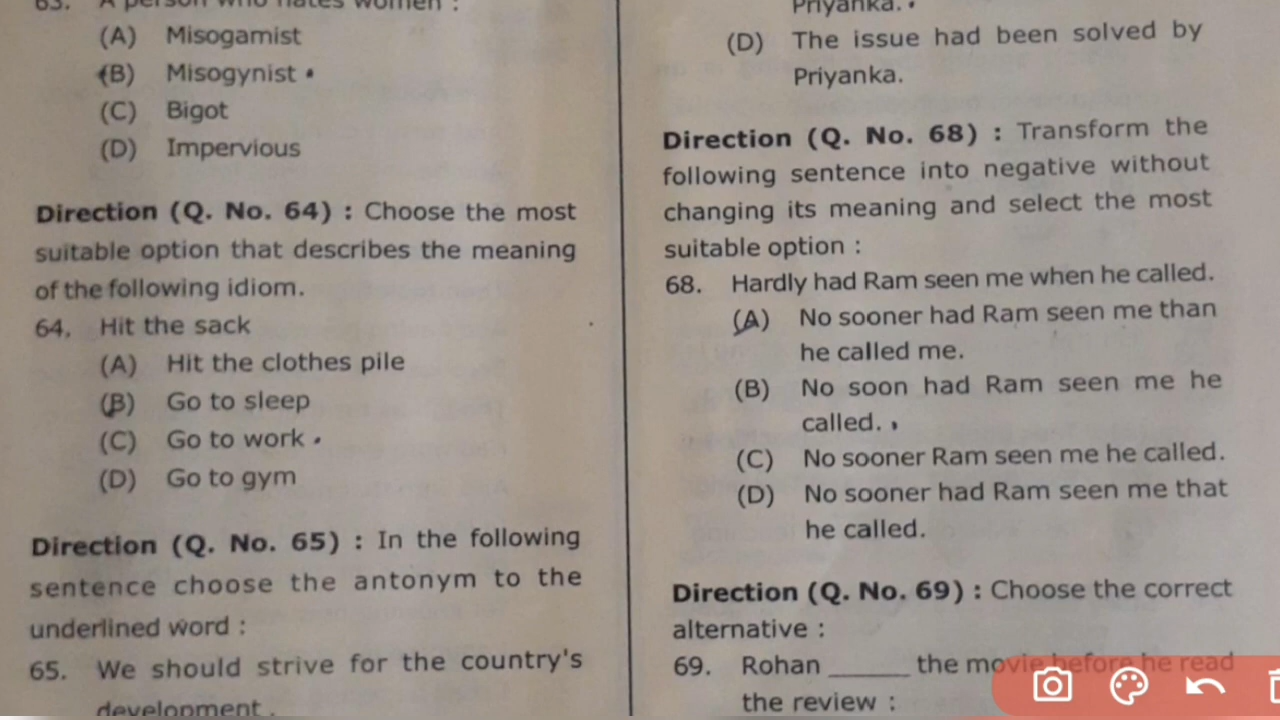 63. A person who hates women :
(A) Misogamist
(B) Misogynist
(C) Bigot
(D) Impervious
Direction (Q. No. 64) : Choose the most
suitable option that describes the meaning
of the following idiom.
64. Hit the sack
(A) Hit the clothes pile
(B) Go to sleep
(C) Go to work
(D) Go to gym
Direction (Q. No. 65) : In the following
sentence choose the antonym to the
underlined word :
65. We should strive for the country's
development.
Priyanka.
(D) The issue had been solved by
Priyanka.
Direction (Q. No. 68) : Transform the
following sentence into negative without
changing its meaning and select the most
suitable option :
68. Hardly had Ram seen me when he called.
(A) No sooner had Ram seen me than
he called me.
(B) No soon had Ram seen me he
called.
(C) No sooner Ram seen me he called.
(D) No sooner had Ram seen me that
he called.
Direction (Q. No. 69) : Choose the correct
alternative :
69. Rohan ______ the movie before he read
the review :